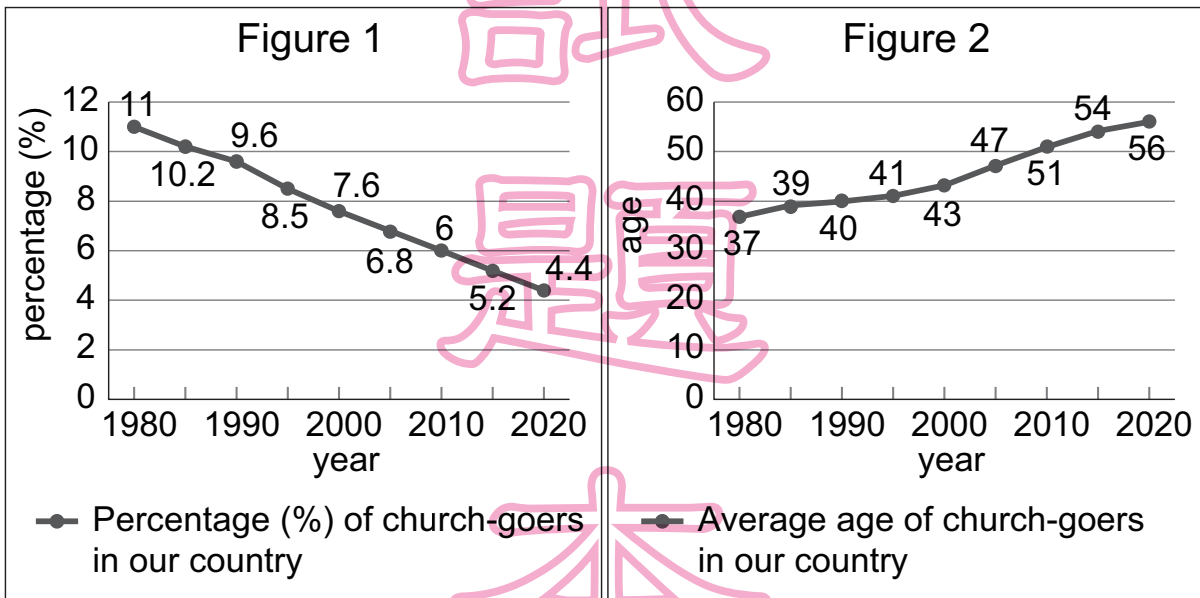 Figure 1
percentage (%)
12
10
8
6
4
2
0
11
10.2
9.6
8.5
7.6
6.8
6
5.2
4.4
1980 1990 2000 2010 2020
year
Percentage (%) of church-goers
in our country
Figure 2
age
60
50
40
30
20
10
0
37
39
40
41
43
47
51
54
56
1980 1990 2000 2010 2020
year
Average age of church-goers
in our country
試
題
本